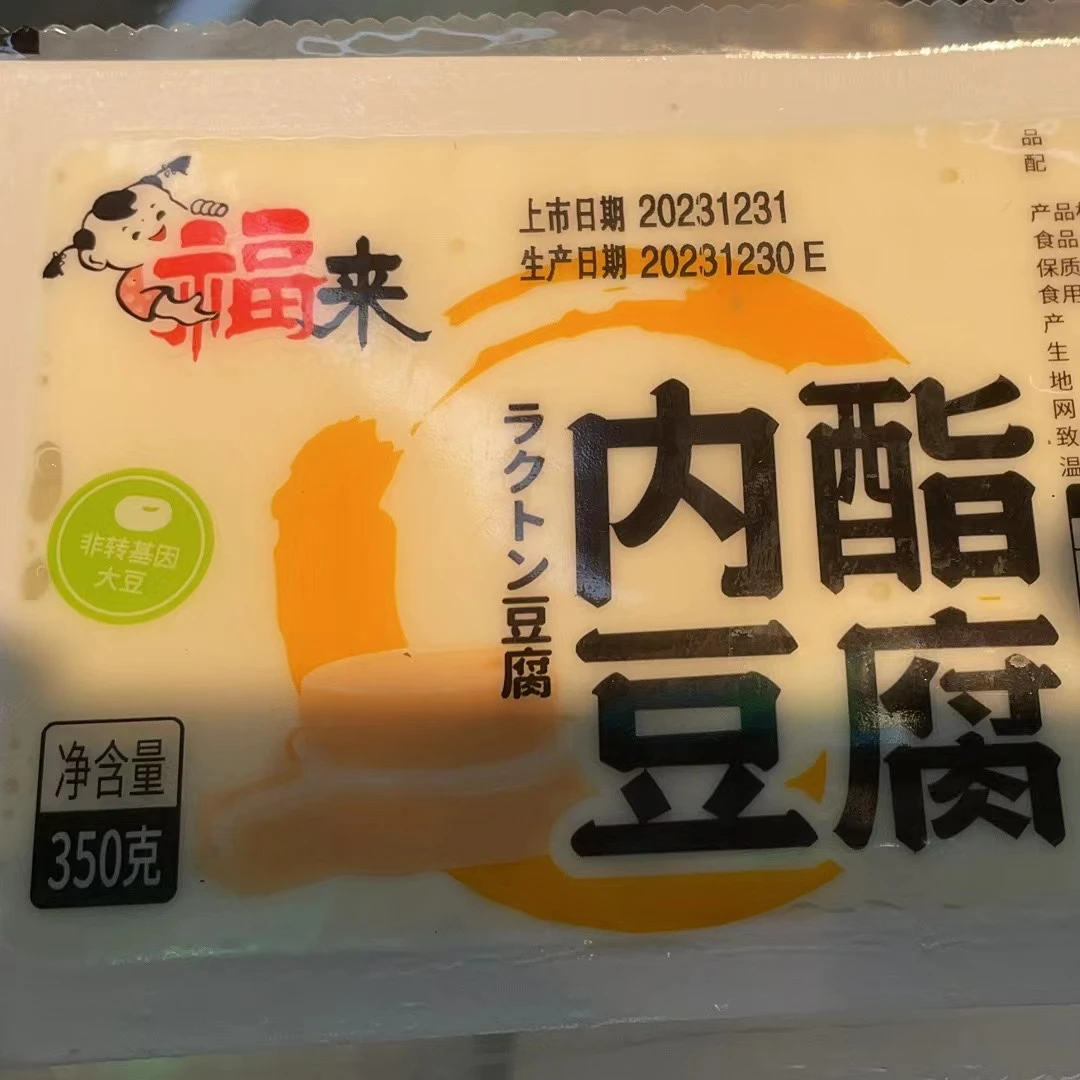 福来
上市日期 20231231
生产日期 20231230 E
内酯
豆腐
ラクトン豆腐
非转基因
大豆
净含量
350克
品
配
产品
食品
保质
食用
产
生
地
网
致
温